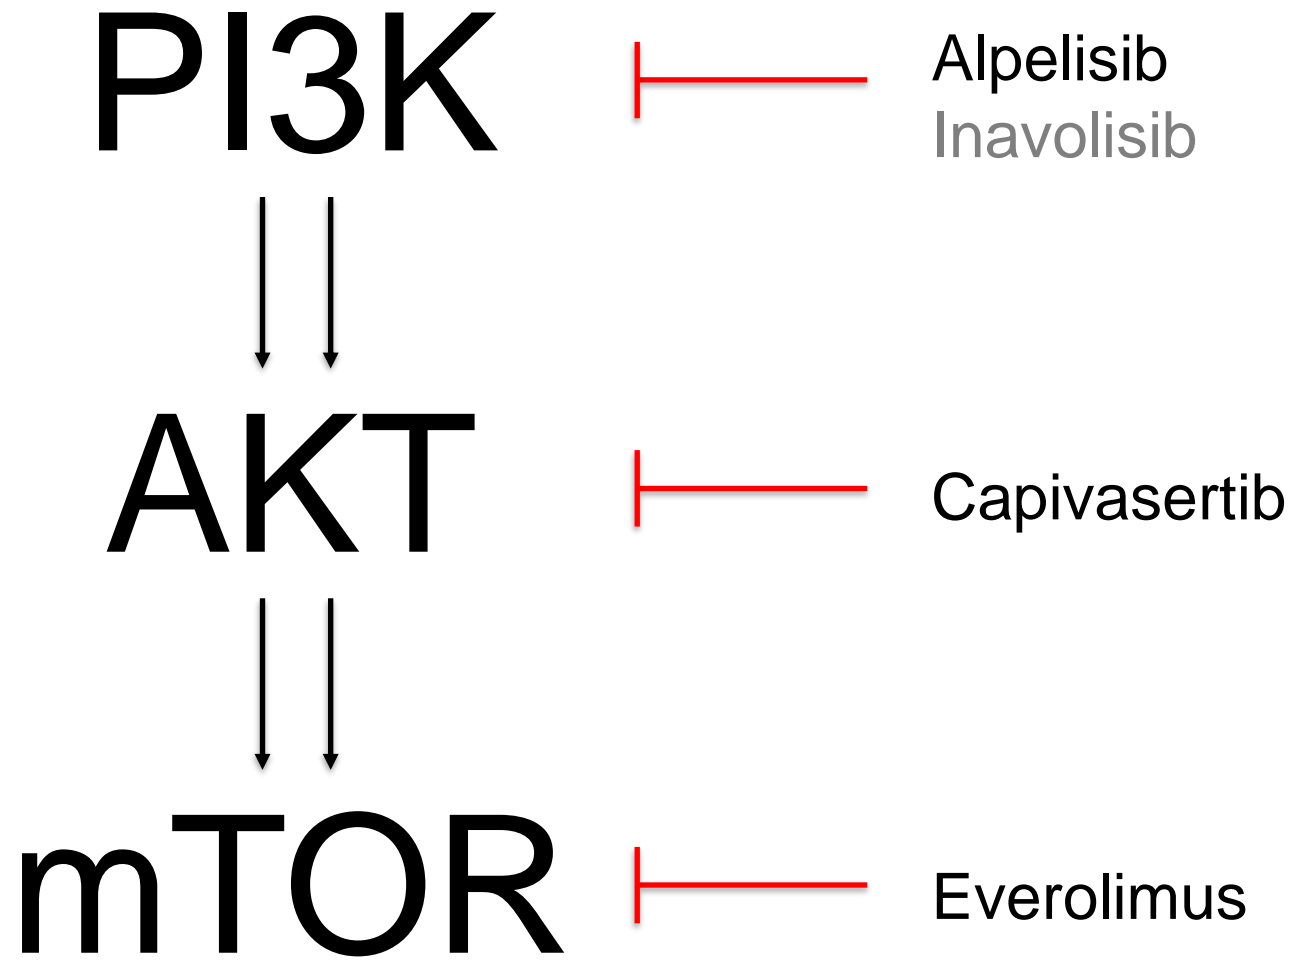 PI3K
Alpelisib
Inavolisib
AKT
Capivasertib
mTOR
Everolimus